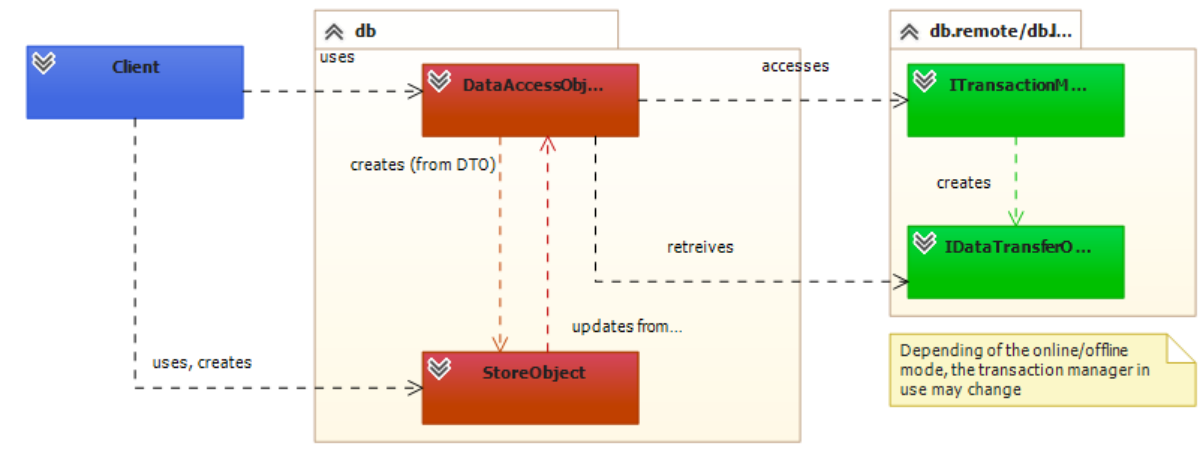 db
db.remote/db.l...
Client
uses
DataAccessObj...
accesses
ITransactionM...
creates (from DTO)
creates
retreives
IDataTransferO...
updates from...
uses, creates
StoreObject
Depending of the online/offline
mode, the transaction manager in
use may change